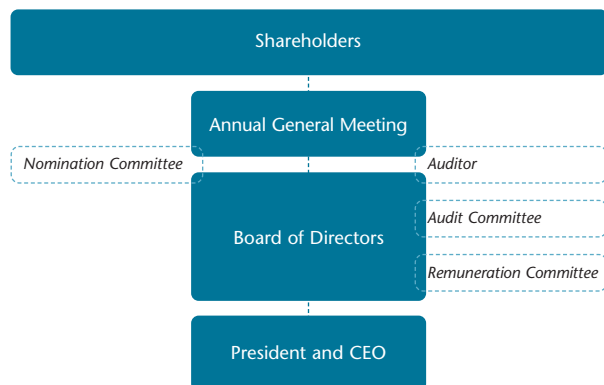 Shareholders
Annual General Meeting
Nomination Committee
Auditor
Audit Committee
Board of Directors
Remuneration Committee
President and CEO